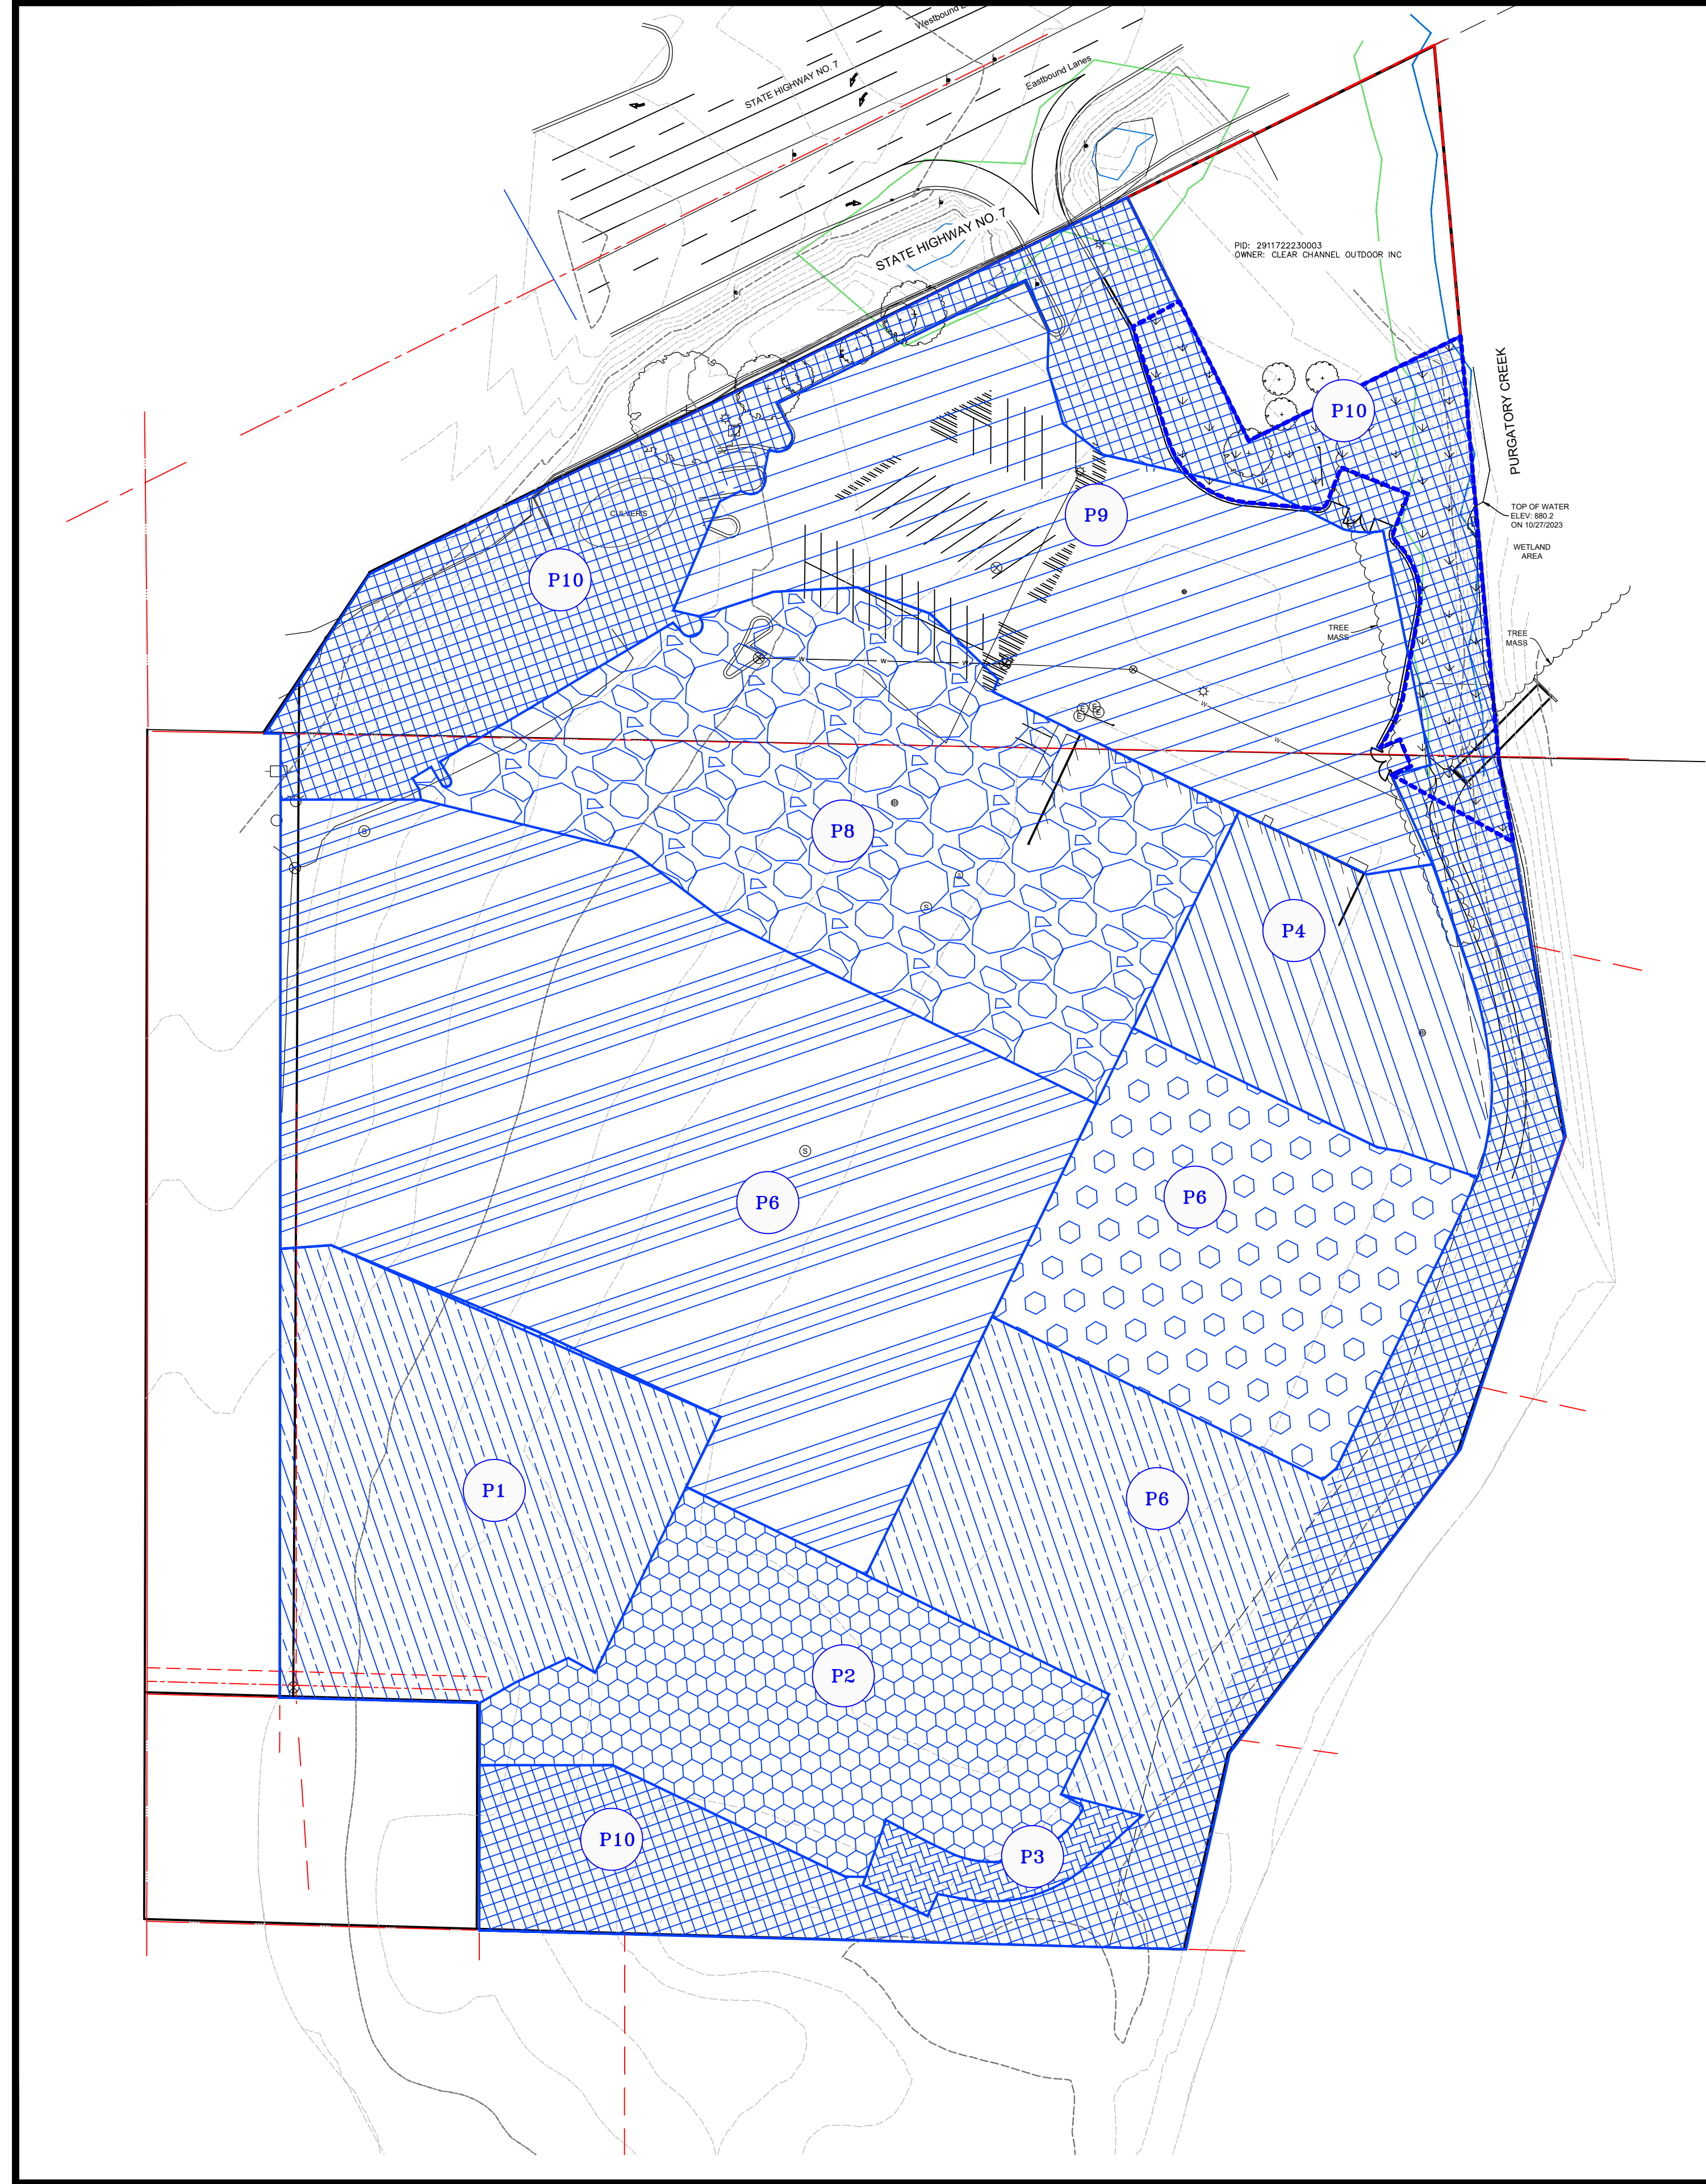 Westbound
STATE HIGHWAY NO. 7
Eastbound Lanes
STATE HIGHWAY NO. 7
PID: 2911722230003
OWNER: CLEAR CHANNEL OUTDOOR INC
PURGATORY CREEK
P10
TOP OF WATER
ELEV: 880.2
ON 10/27/2023
WETLAND
AREA
CULVERS
P9
P10
TREE
MASS
TREE
MASS
W
W
W
W
W
E
E
E
E
S
P8
S
S
P4
S
P6
P6
P1
P6
P2
P10
P3